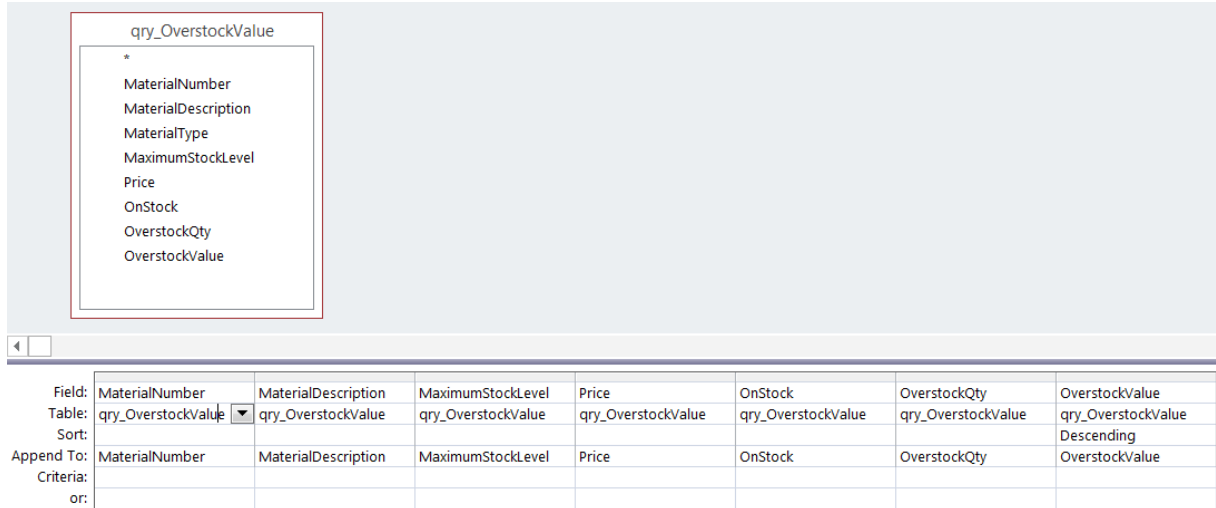 qry_OverstockValue
*
MaterialNumber
MaterialDescription
MaterialType
MaximumStockLevel
Price
OnStock
OverstockQty
OverstockValue
Field: MaterialNumber MaterialDescription MaximumStockLevel Price OnStock OverstockQty OverstockValue
Table: qry_OverstockValue qry_OverstockValue qry_OverstockValue qry_OverstockValue qry_OverstockValue qry_OverstockValue qry_OverstockValue
Sort: Descending
Append To: MaterialNumber MaterialDescription MaximumStockLevel Price OnStock OverstockQty OverstockValue
Criteria:
or: